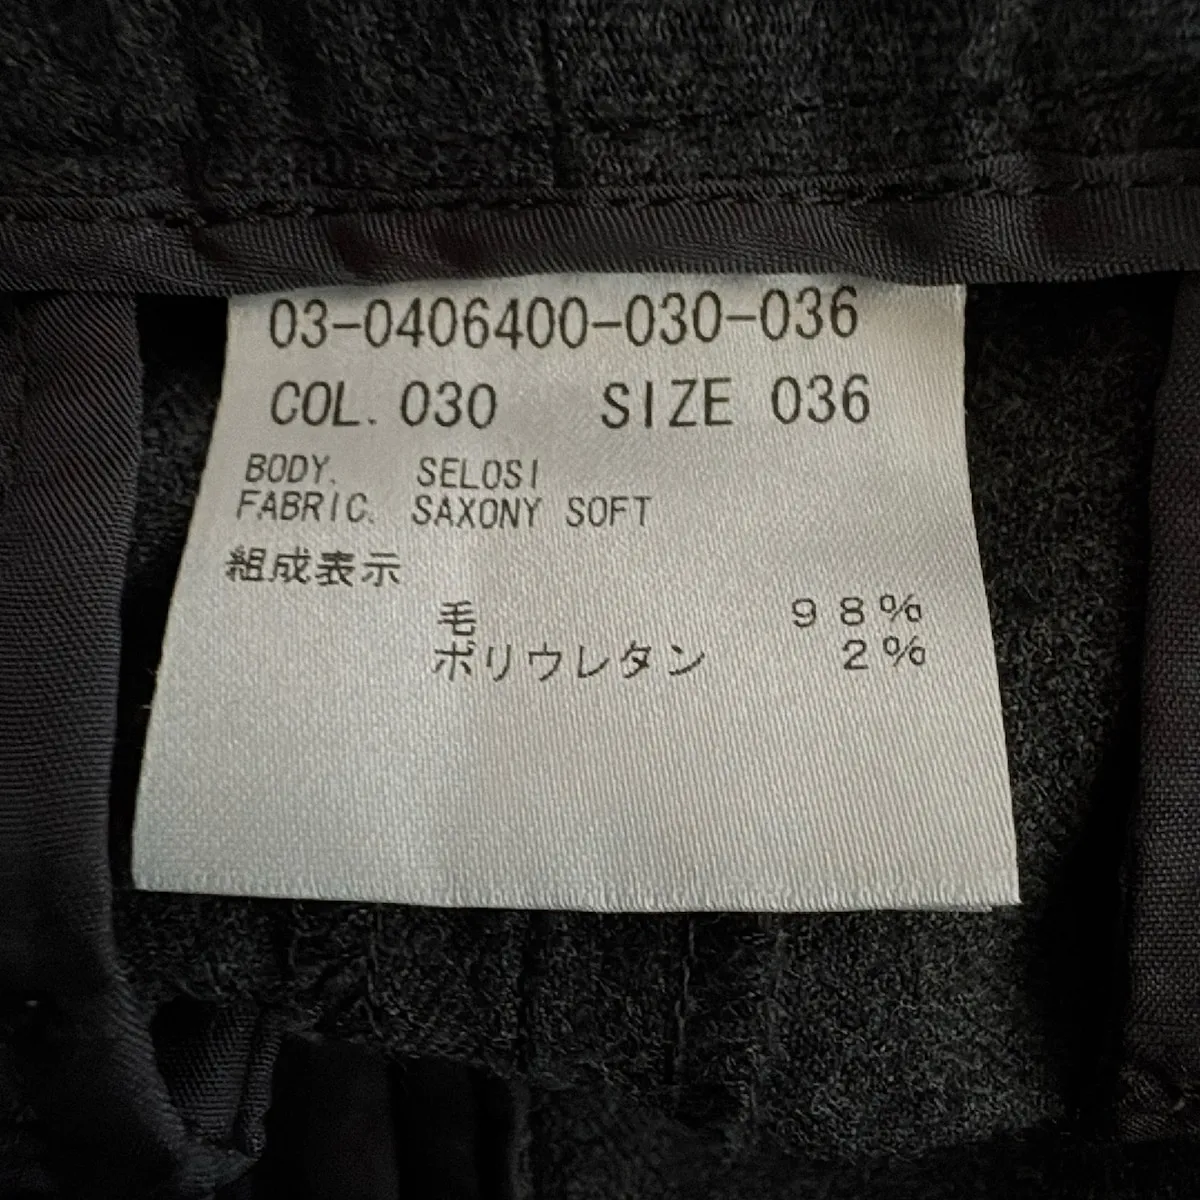 03-0406400-030-036
COL. 030 SIZE 036
BODY. SELOSI
FABRIC. SAXONY SOFT
組成表示
毛 98%
ポリウレタン 2%